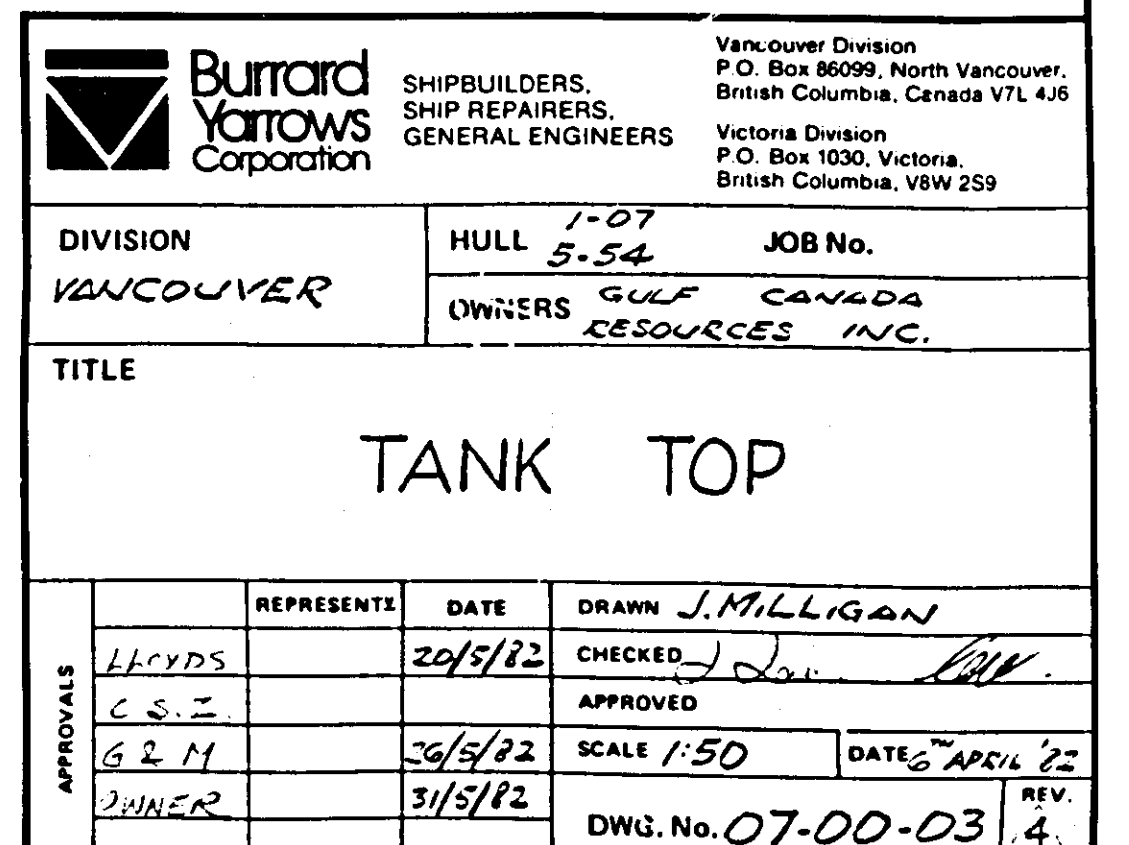 Burrard
Yarrows
Corporation
SHIPBUILDERS,
SHIP REPAIRERS,
GENERAL ENGINEERS
Vancouver Division
P.O. Box 86099, North Vancouver,
British Columbia, Canada V7L 4J6
Victoria Division
P.O. Box 1030, Victoria,
British Columbia, V8W 2S9
DIVISION
VANCOUVER
HULL 1-07
5-54
JOB No.
OWNERS GULF CANADA
RESOURCES INC.
TITLE
TANK TOP
APPROVALS
REPRESENTV DATE
LLOYDS 20/5/82
C S.I.
G & M 26/5/82
OWNER 31/5/82
DRAWN J. MILLIGAN
CHECKED
APPROVED
SCALE 1:50 DATE 6TH APRIL '82
DWG. No. 07-00-03 REV. 4